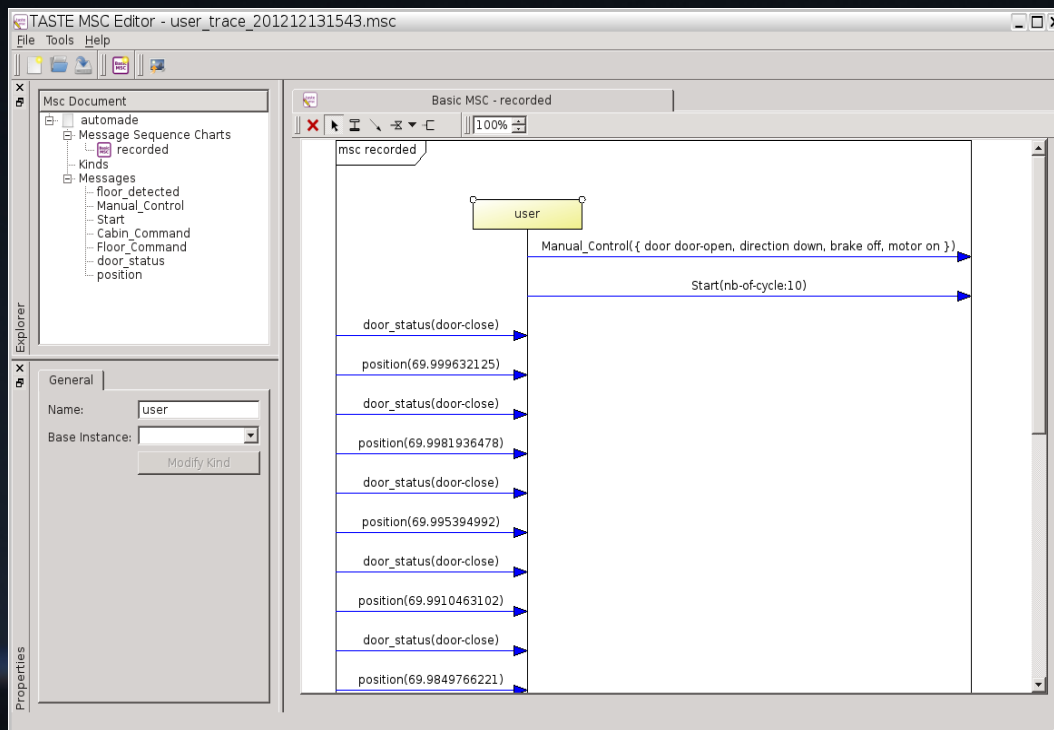 TASTE MSC Editor - user_trace_201212131543.msc
File Tools Help
Basic MSC
Msc Document
automade
Message Sequence Charts
recorded
Kinds
Messages
floor_detected
Manual_Control
Start
Cabin_Command
Floor_Command
door_status
position
Explorer
General
Name: user
Base Instance:
Modify Kind
Properties
Basic MSC - recorded
100%
msc recorded
user
Manual_Control({ door door-open, direction down, brake off, motor on })
Start(nb-of-cycle:10)
door_status(door-close)
position(69.999632125)
door_status(door-close)
position(69.9981936478)
door_status(door-close)
position(69.995394992)
door_status(door-close)
position(69.9910463102)
door_status(door-close)
position(69.9849766221)